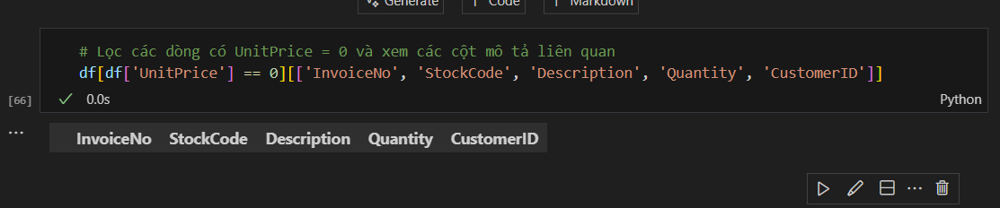 Generate Code Markdown
# Lọc các dòng có UnitPrice = 0 và xem các cột mô tả liên quan
df[df['UnitPrice'] == 0][['InvoiceNo', 'StockCode', 'Description', 'Quantity', 'CustomerID']]
[66] 0.0s Python
InvoiceNo StockCode Description Quantity CustomerID